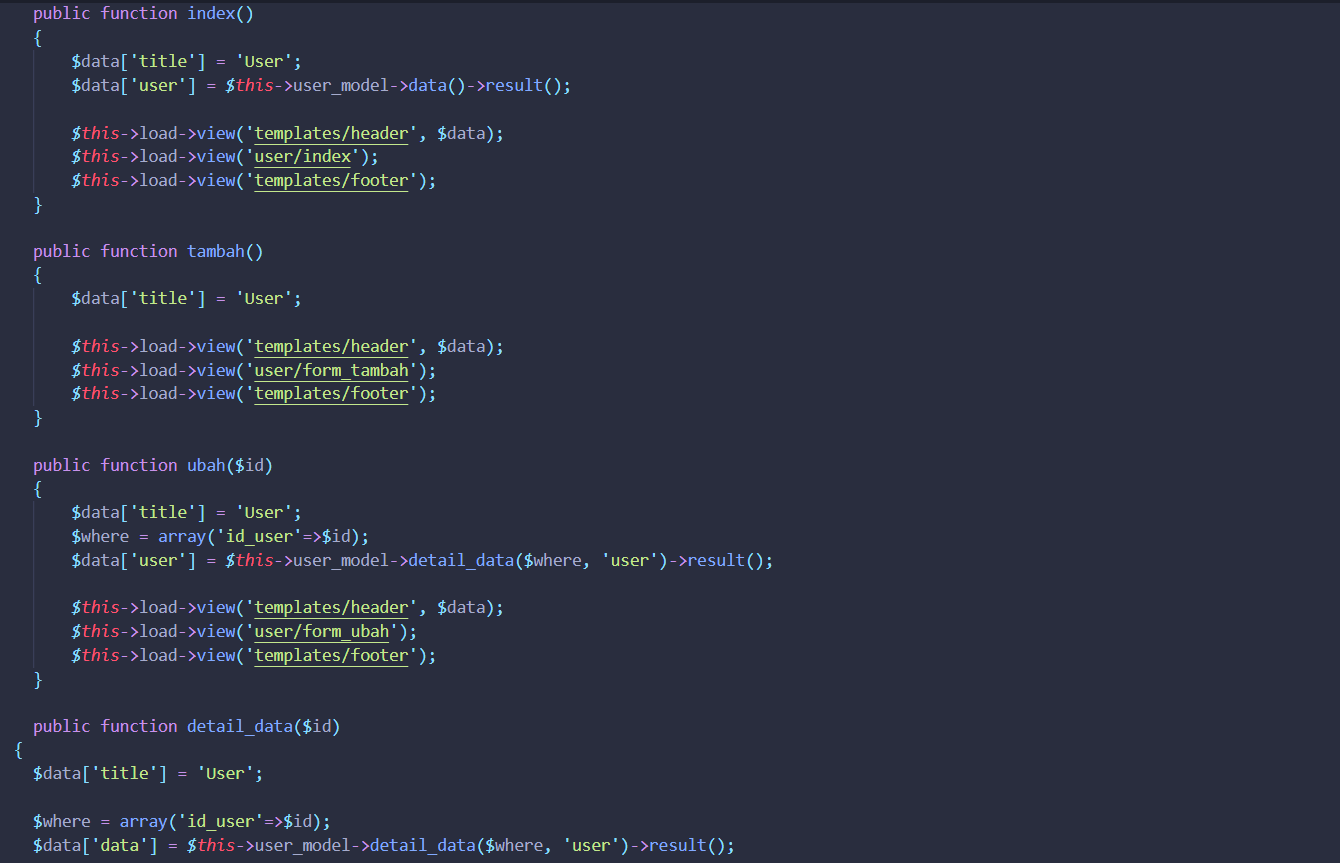 public function index()
{
$data['title'] = 'User';
$data['user'] = $this->user_model->data()->result();
$this->load->view('templates/header', $data);
$this->load->view('user/index');
$this->load->view('templates/footer');
}
public function tambah()
{
$data['title'] = 'User';
$this->load->view('templates/header', $data);
$this->load->view('user/form_tambah');
$this->load->view('templates/footer');
}
public function ubah($id)
{
$data['title'] = 'User';
$where = array('id_user'=>$id);
$data['user'] = $this->user_model->detail_data($where, 'user')->result();
$this->load->view('templates/header', $data);
$this->load->view('user/form_ubah');
$this->load->view('templates/footer');
}
public function detail_data($id)
{
$data['title'] = 'User';
$where = array('id_user'=>$id);
$data['data'] = $this->user_model->detail_data($where, 'user')->result();